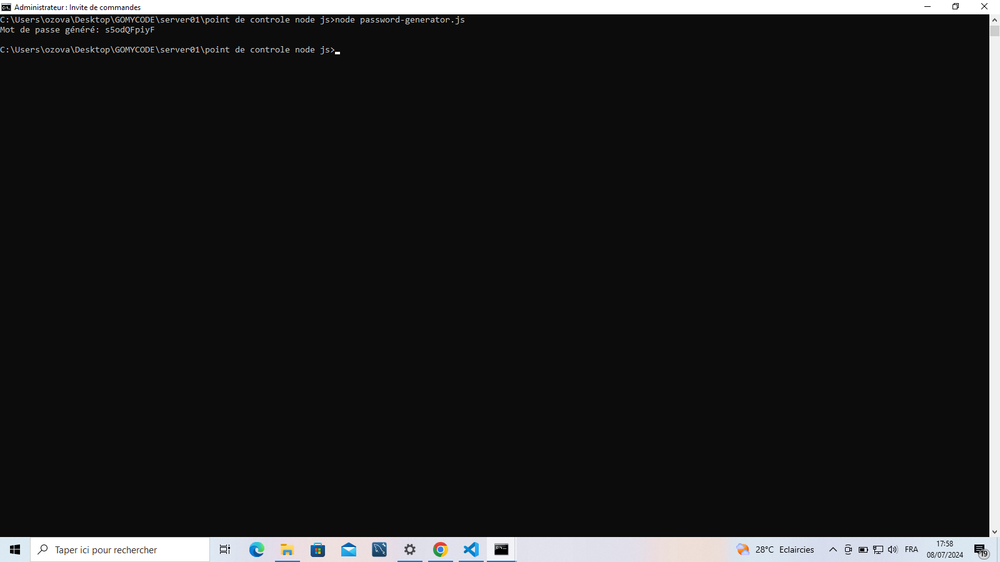 Administrateur : Invite de commandes
C:\Users\ozova\Desktop\GOMYCODE\server01\point de controle node js>node password-generator.js
Mot de passe généré: s5odQFpiyF
C:\Users\ozova\Desktop\GOMYCODE\server01\point de controle node js>
Taper ici pour rechercher
28°C Eclaircies
FRA
17:58
08/07/2024
19